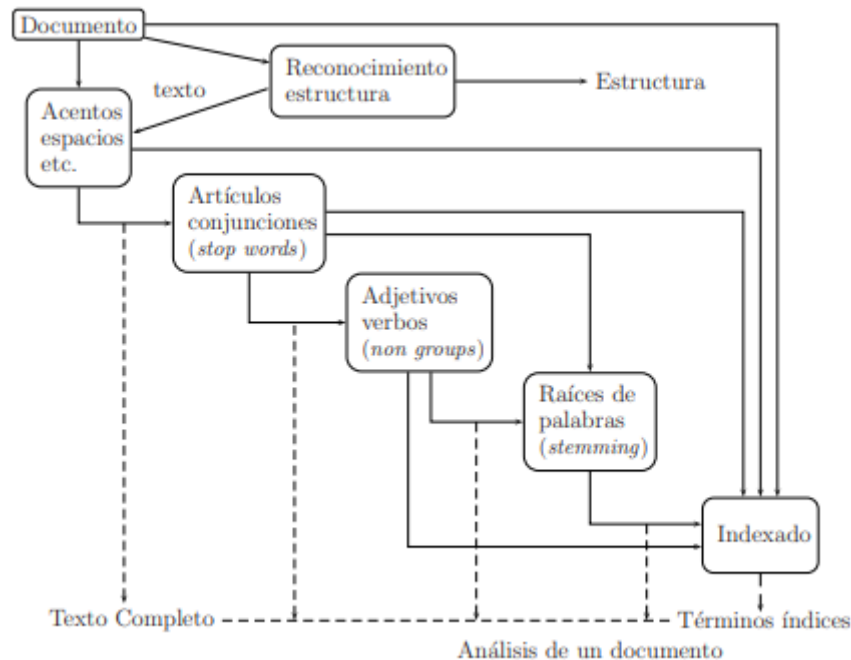 Documento
Reconocimiento
estructura
Estructura
texto
Acentos
espacios
etc.
Artículos
conjunciones
(stop words)
Adjetivos
verbos
(non groups)
Raíces de
palabras
(stemming)
Indexado
Texto Completo
Términos índices
Análisis de un documento